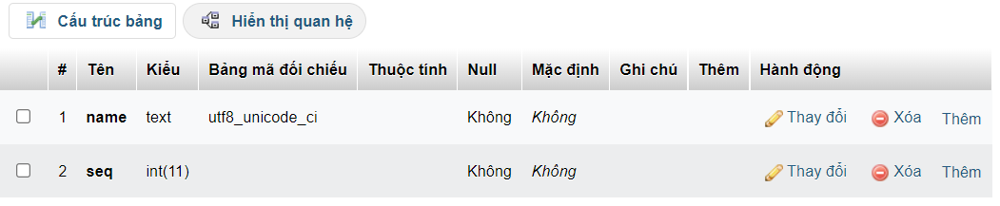 Cấu trúc bảng Hiển thị quan hệ
# Tên Kiểu Bảng mã đối chiếu Thuộc tính Null Mặc định Ghi chú Thêm Hành động
1 name text utf8_unicode_ci Không Không Thay đổi Xóa Thêm
2 seq int(11) Không Không Thay đổi Xóa Thêm